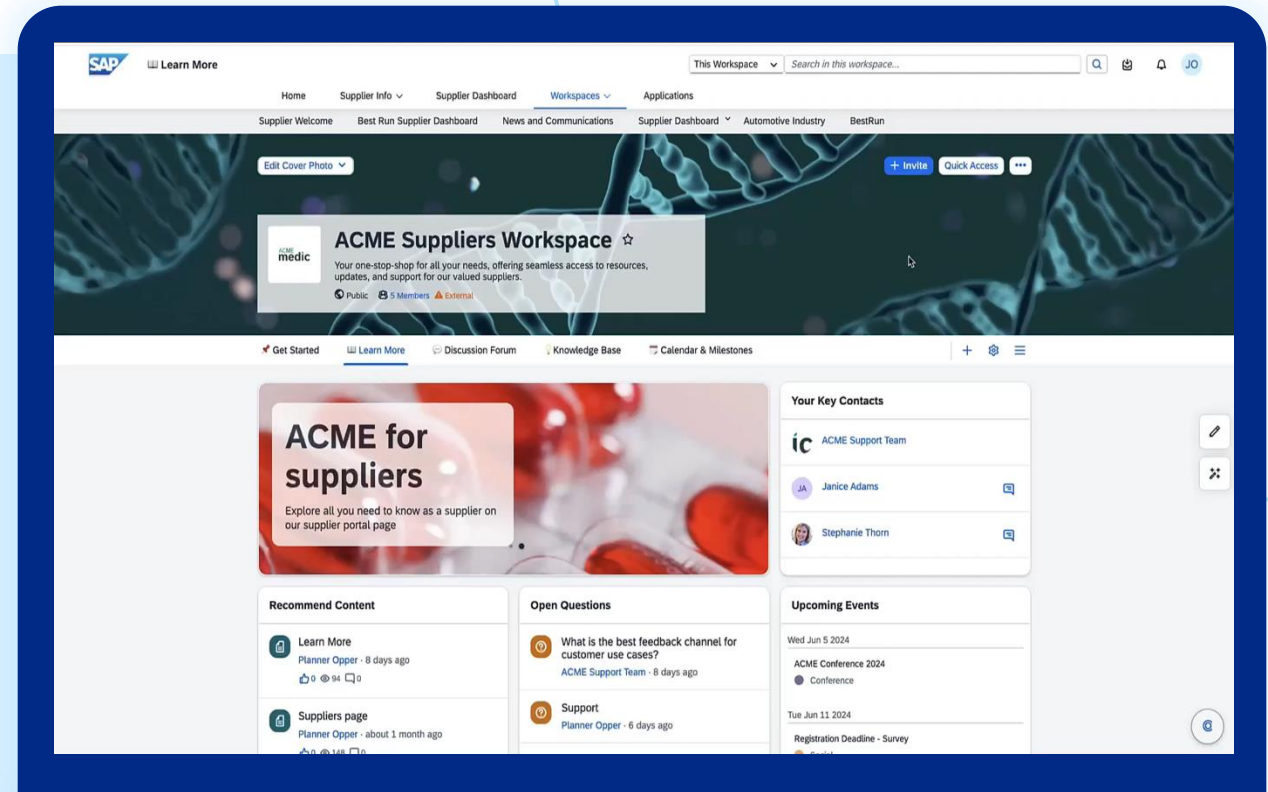 SAP
Learn More
This Workspace
Search in this workspace...
JO
Home
Supplier Info
Supplier Dashboard
Workspaces
Applications
Supplier Welcome
Best Run Supplier Dashboard
News and Communications
Supplier Dashboard
Automotive Industry
BestRun
Edit Cover Photo
+ Invite
Quick Access
ACME
medic
ACME Suppliers Workspace
Your one-stop-shop for all your needs, offering seamless access to resources,
updates, and support for our valued suppliers.
Public
5 Members
External
Get Started
Learn More
Discussion Forum
Knowledge Base
Calendar & Milestones
ACME for
suppliers
Explore all you need to know as a supplier on
our supplier portal page
Your Key Contacts
ic
ACME Support Team
JA
Janice Adams
Stephanie Thorn
Recommend Content
Learn More
Planner Opper · 8 days ago
0
94
0
Suppliers page
Planner Opper · about 1 month ago
0
148
0
Open Questions
What is the best feedback channel for
customer use cases?
ACME Support Team · 8 days ago
Support
Planner Opper · 6 days ago
Upcoming Events
Wed Jun 5 2024
ACME Conference 2024
Conference
Tue Jun 11 2024
Registration Deadline - Survey
Social